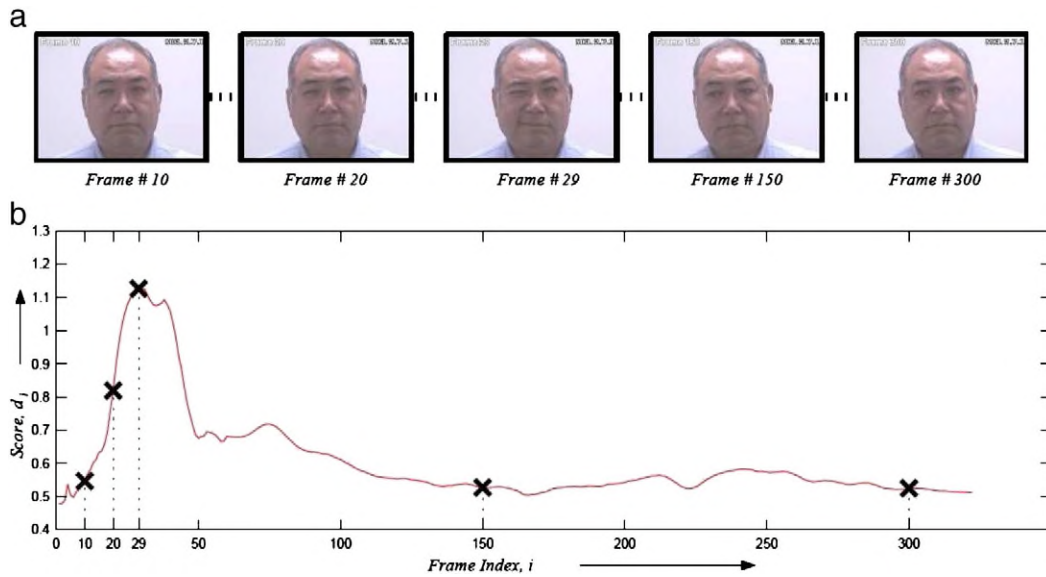 a
Frame # 10
Frame # 20
Frame # 29
Frame # 150
Frame # 300
b
1.3
1.2
1.1
1
0.9
0.8
0.7
0.6
0.5
0.4
Score, d_i
0 10 20 29 50 100 150 200 250 300
Frame Index, i